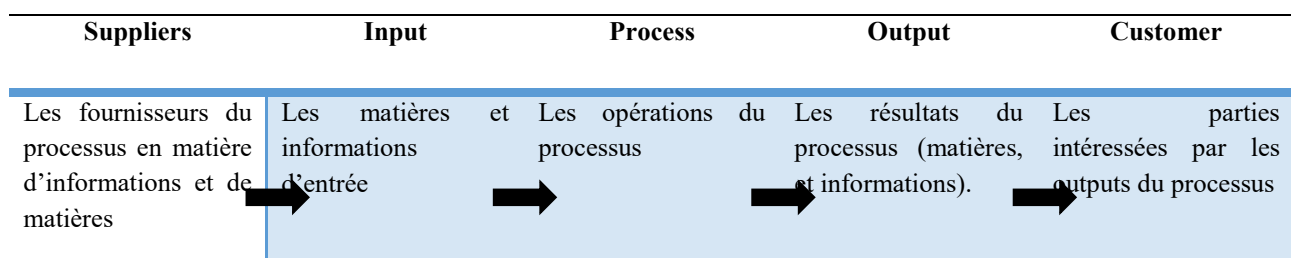 Suppliers Input Process Output Customer
Les fournisseurs du
processus en matière
d'informations et de
matières
Les matières et
informations
d'entrée
Les opérations du
processus
Les résultats du
processus (matières,
et informations).
Les parties
intéressées par les
outputs du processus